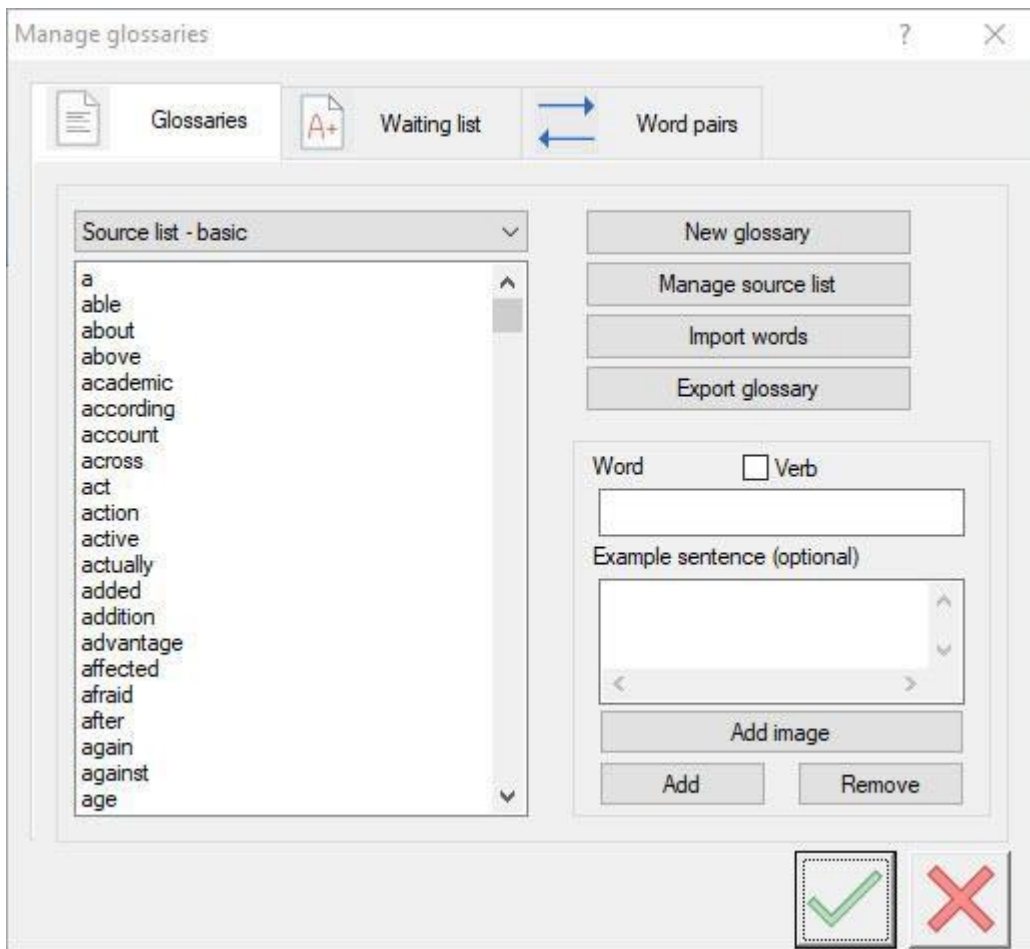 Manage glossaries
?
Glossaries
A+
Waiting list
Word pairs
Source list - basic
a
able
about
above
academic
according
account
across
act
action
active
actually
added
addition
advantage
affected
afraid
after
again
against
age
New glossary
Manage source list
Import words
Export glossary
Word
Verb
Example sentence (optional)
Add image
Add
Remove